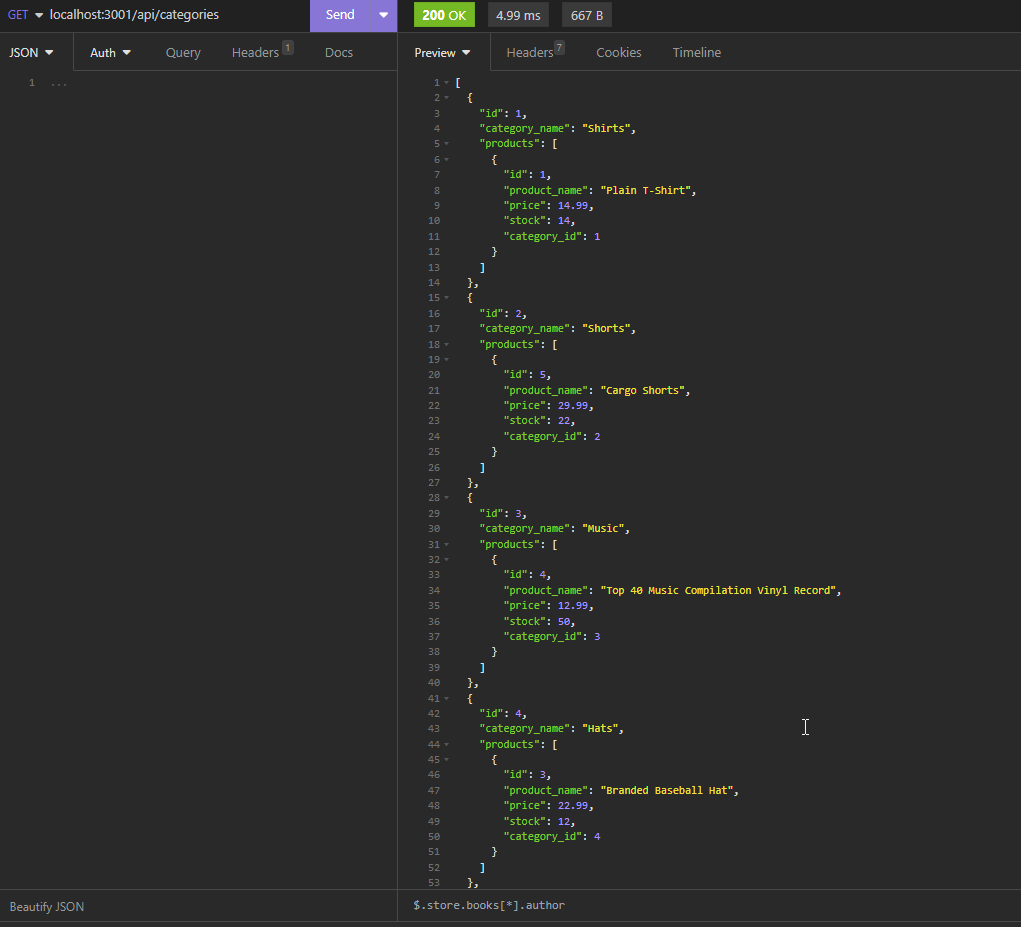 GET localhost:3001/api/categories Send 200 OK 4.99 ms 667 B
JSON Auth Query Headers 1 Docs Preview Headers 7 Cookies Timeline
1 ...
1 [
2 {
3 "id": 1,
4 "category_name": "Shirts",
5 "products": [
6 {
7 "id": 1,
8 "product_name": "Plain T-Shirt",
9 "price": 14.99,
10 "stock": 14,
11 "category_id": 1
12 }
13 ]
14 },
15 {
16 "id": 2,
17 "category_name": "Shorts",
18 "products": [
19 {
20 "id": 5,
21 "product_name": "Cargo Shorts",
22 "price": 29.99,
23 "stock": 22,
24 "category_id": 2
25 }
26 ]
27 },
28 {
29 "id": 3,
30 "category_name": "Music",
31 "products": [
32 {
33 "id": 4,
34 "product_name": "Top 40 Music Compilation Vinyl Record",
35 "price": 12.99,
36 "stock": 50,
37 "category_id": 3
38 }
39 ]
40 },
41 {
42 "id": 4,
43 "category_name": "Hats",
44 "products": [
45 {
46 "id": 3,
47 "product_name": "Branded Baseball Hat",
48 "price": 22.99,
49 "stock": 12,
50 "category_id": 4
51 }
52 ]
53 },
Beautify JSON $.store.books[*].author